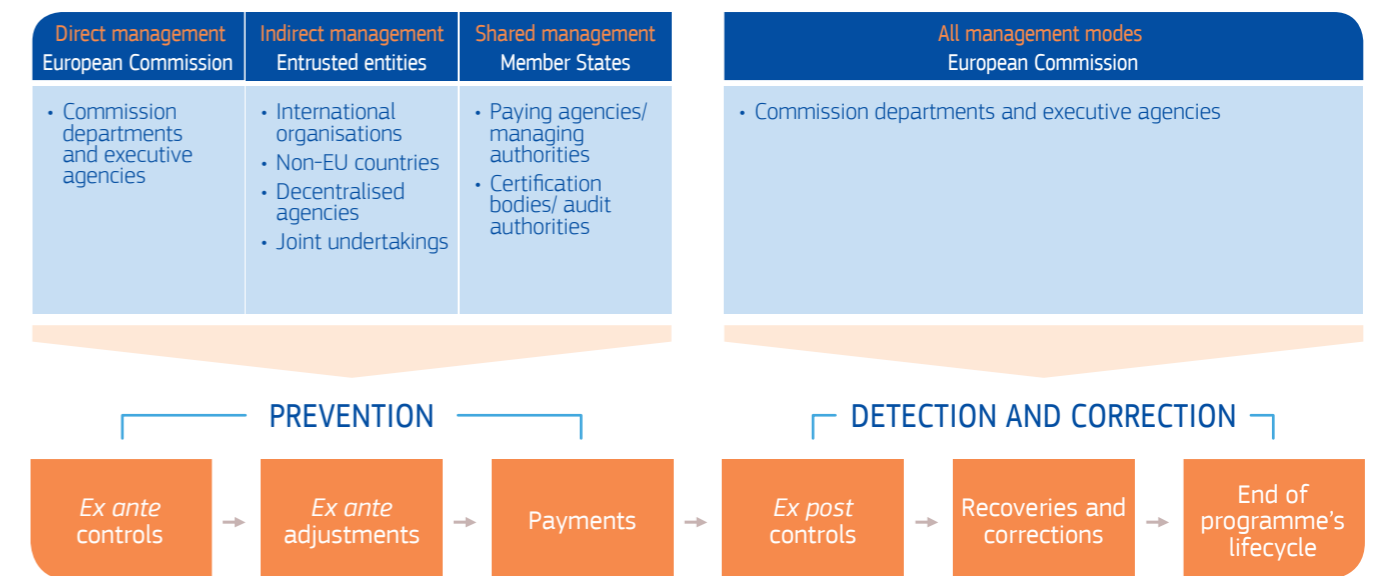 Direct management
European Commission
• Commission
departments
and executive
agencies
Indirect management
Entrusted entities
• International
organisations
• Non-EU countries
• Decentralised
agencies
• Joint undertakings
Shared management
Member States
• Paying agencies/
managing
authorities
• Certification
bodies/ audit
authorities
All management modes
European Commission
• Commission departments and executive agencies
PREVENTION
DETECTION AND CORRECTION
Ex ante
controls
Ex ante
adjustments
Payments
Ex post
controls
Recoveries and
corrections
End of
programme’s
lifecycle